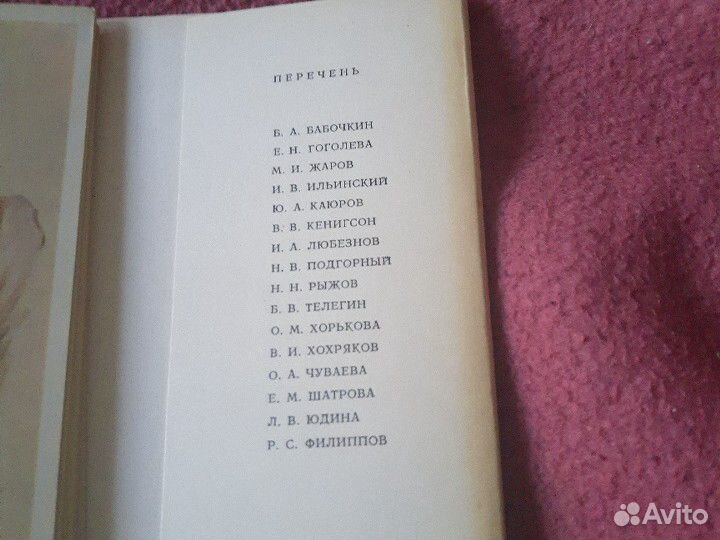 ПЕРЕЧЕНЬ
Б. А. БАБОЧКИН
Е. Н. ГОГОЛЕВА
М. И. ЖАРОВ
И. В. ИЛЬИНСКИЙ
Ю. А. КАЮРОВ
В. В. КЕНИГСОН
И. А. ЛЮБЕЗНОВ
Н. В. ПОДГОРНЫЙ
Н. Н. РЫЖОВ
Б. В. ТЕЛЕГИН
О. М. ХОРЬКОВА
В. И. ХОХРЯКОВ
О. А. ЧУВАЕВА
Е. М. ШАТРОВА
Л. В. ЮДИНА
Р. С. ФИЛИППОВ
Avito